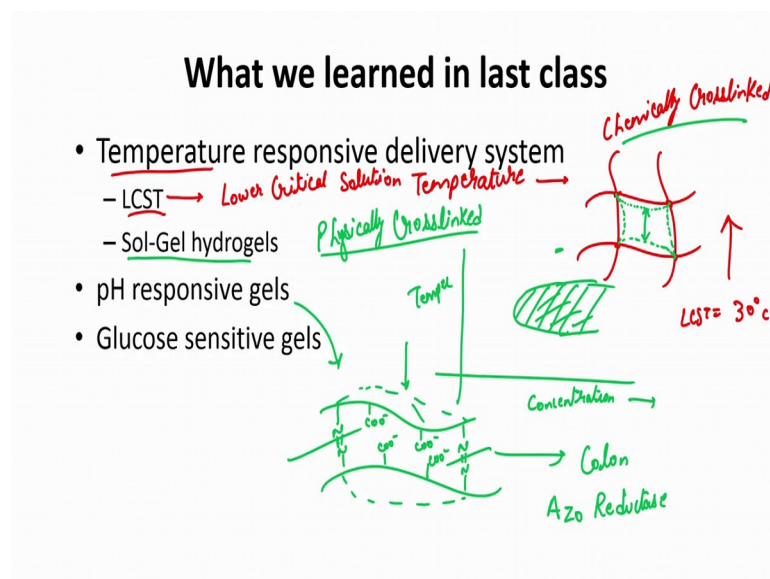 What we learned in last class
Chemically Crosslinked
• Temperature responsive delivery system
– LCST → Lower Critical Solution Temperature →
– Sol-Gel hydrogels
Physically Crosslinked
• pH responsive gels
LCST = 30°C
• Glucose sensitive gels
Concentration →
COO⁻
COO⁻
COO⁻
COO⁻
N=N
N=N
Colon
Azo Reductase